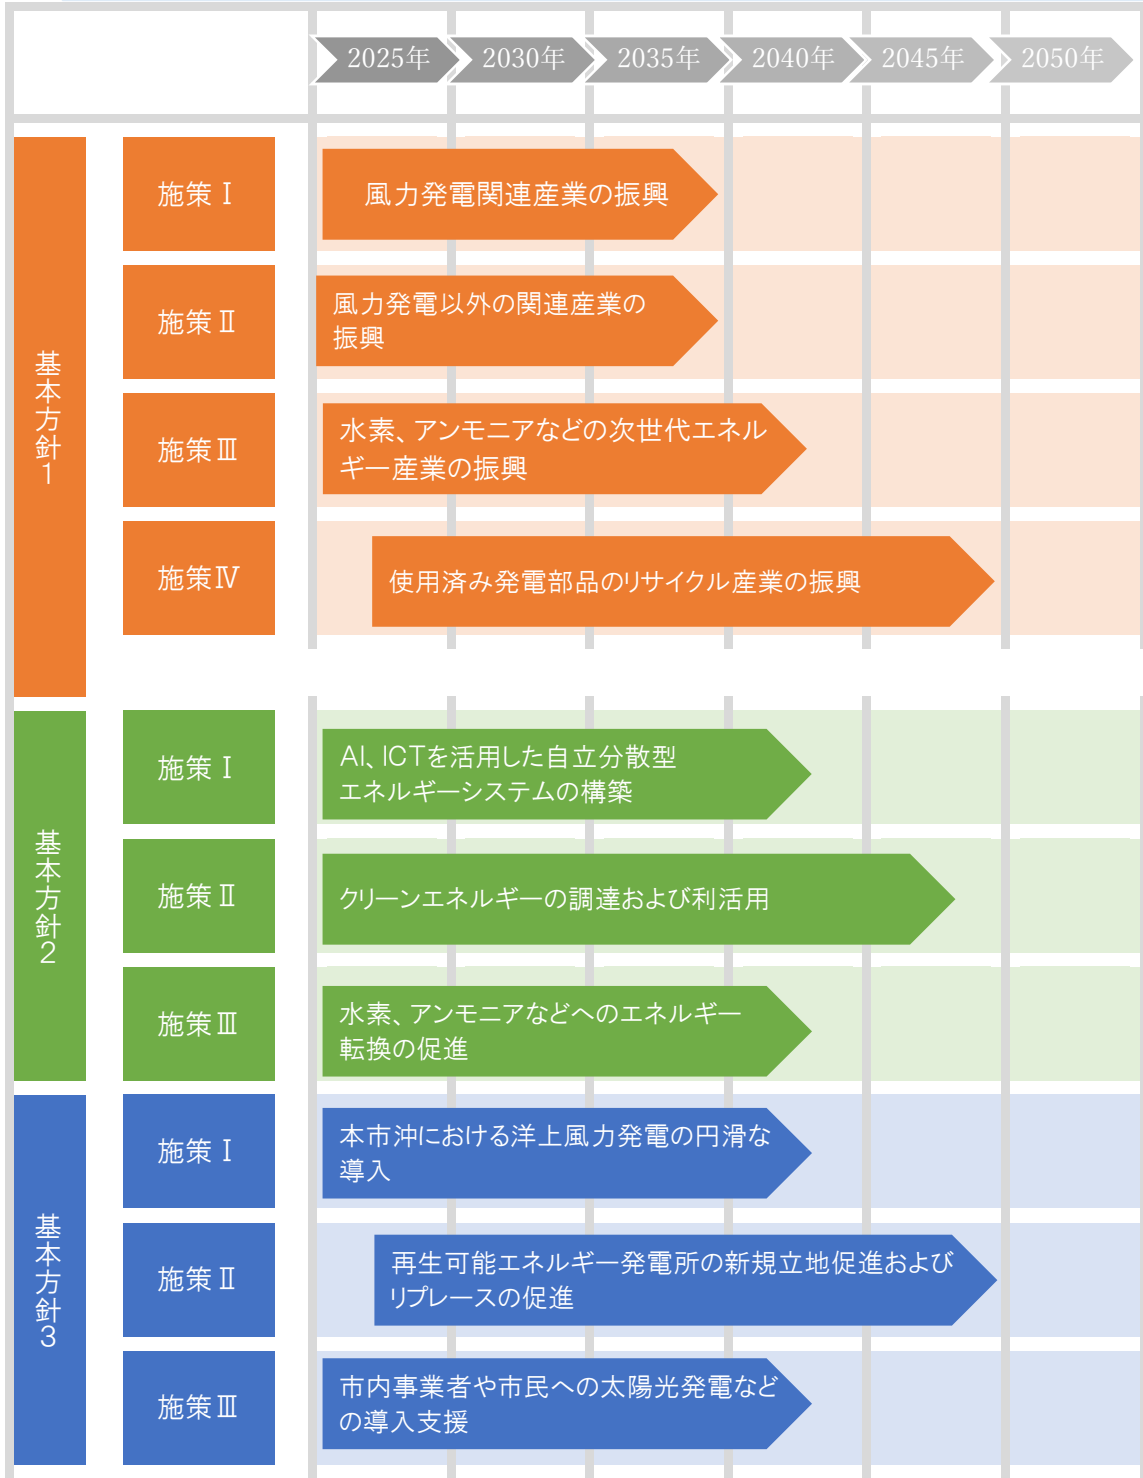 2025年 2030年 2035年 2040年 2045年 2050年
基本方針1
施策Ⅰ
風力発電関連産業の振興
施策Ⅱ
風力発電以外の関連産業の
振興
施策Ⅲ
水素、アンモニアなどの次世代エネル
ギー産業の振興
施策Ⅳ
使用済み発電部品のリサイクル産業の振興
基本方針2
施策Ⅰ
AI、ICTを活用した自立分散型
エネルギーシステムの構築
施策Ⅱ
クリーンエネルギーの調達および利活用
施策Ⅲ
水素、アンモニアなどへのエネルギー
転換の促進
基本方針3
施策Ⅰ
本市沖における洋上風力発電の円滑な
導入
施策Ⅱ
再生可能エネルギー発電所の新規立地促進および
リプレースの促進
施策Ⅲ
市内事業者や市民への太陽光発電など
の導入支援